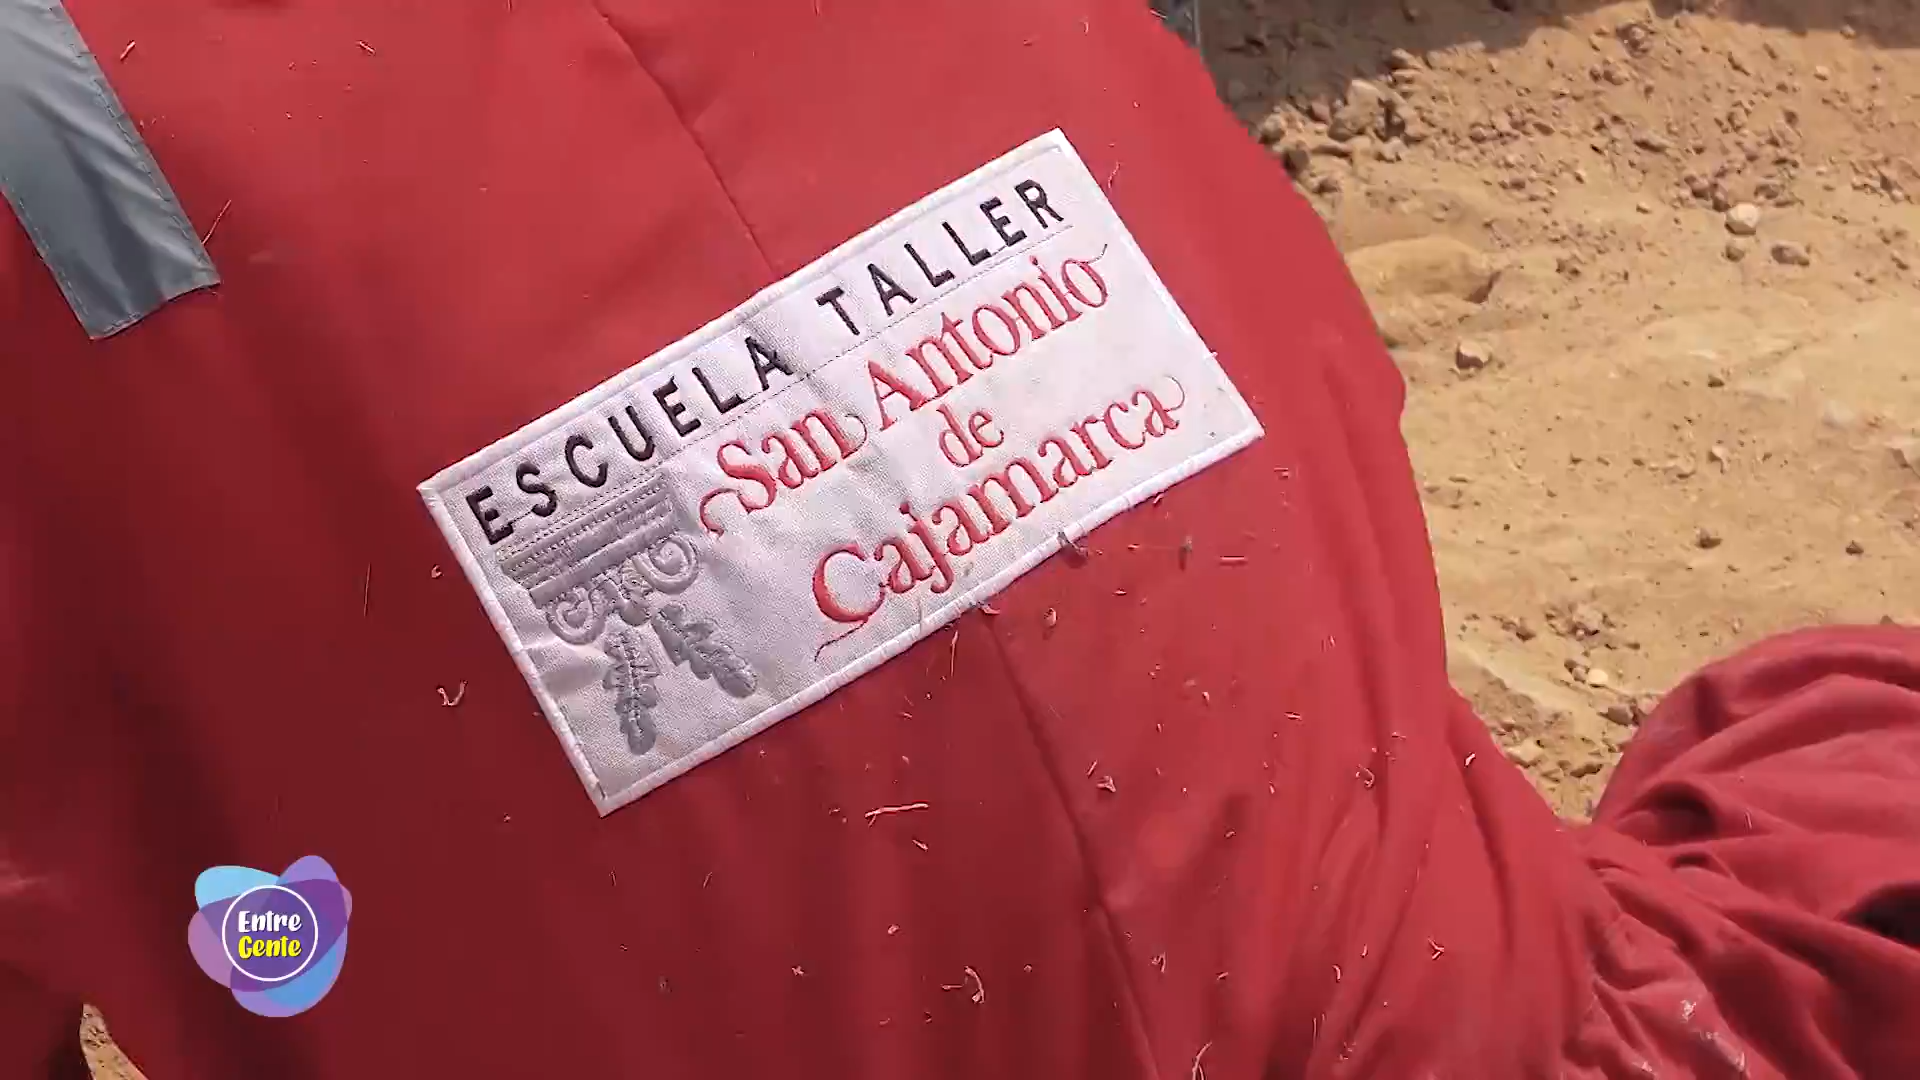 ESCUELA TALLER
San Antonio
de
Cajamarca
Entre
Gente